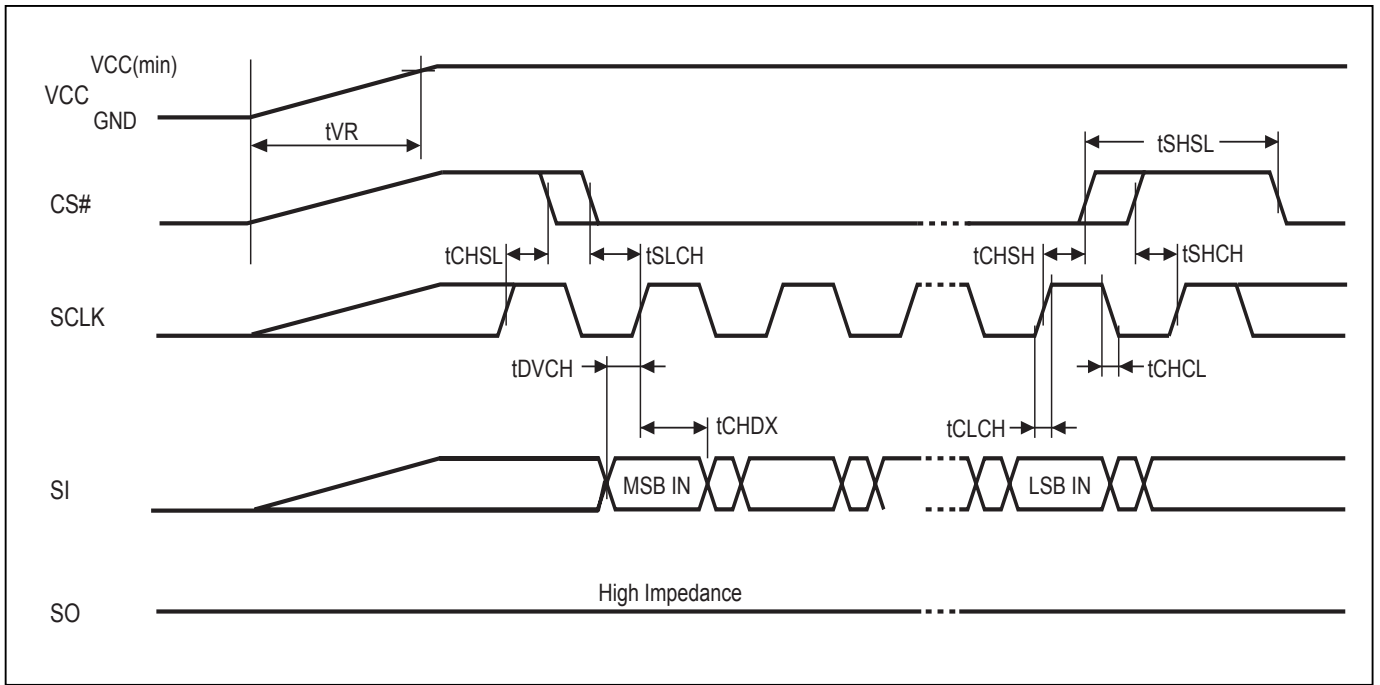 VCC(min)
VCC
GND
tVR
tSHSL
CS#
tCHSL
tSLCH
tCHSH
tSHCH
SCLK
tDVCH
tCHCL
tCHDX
tCLCH
SI
MSB IN
LSB IN
High Impedance
SO